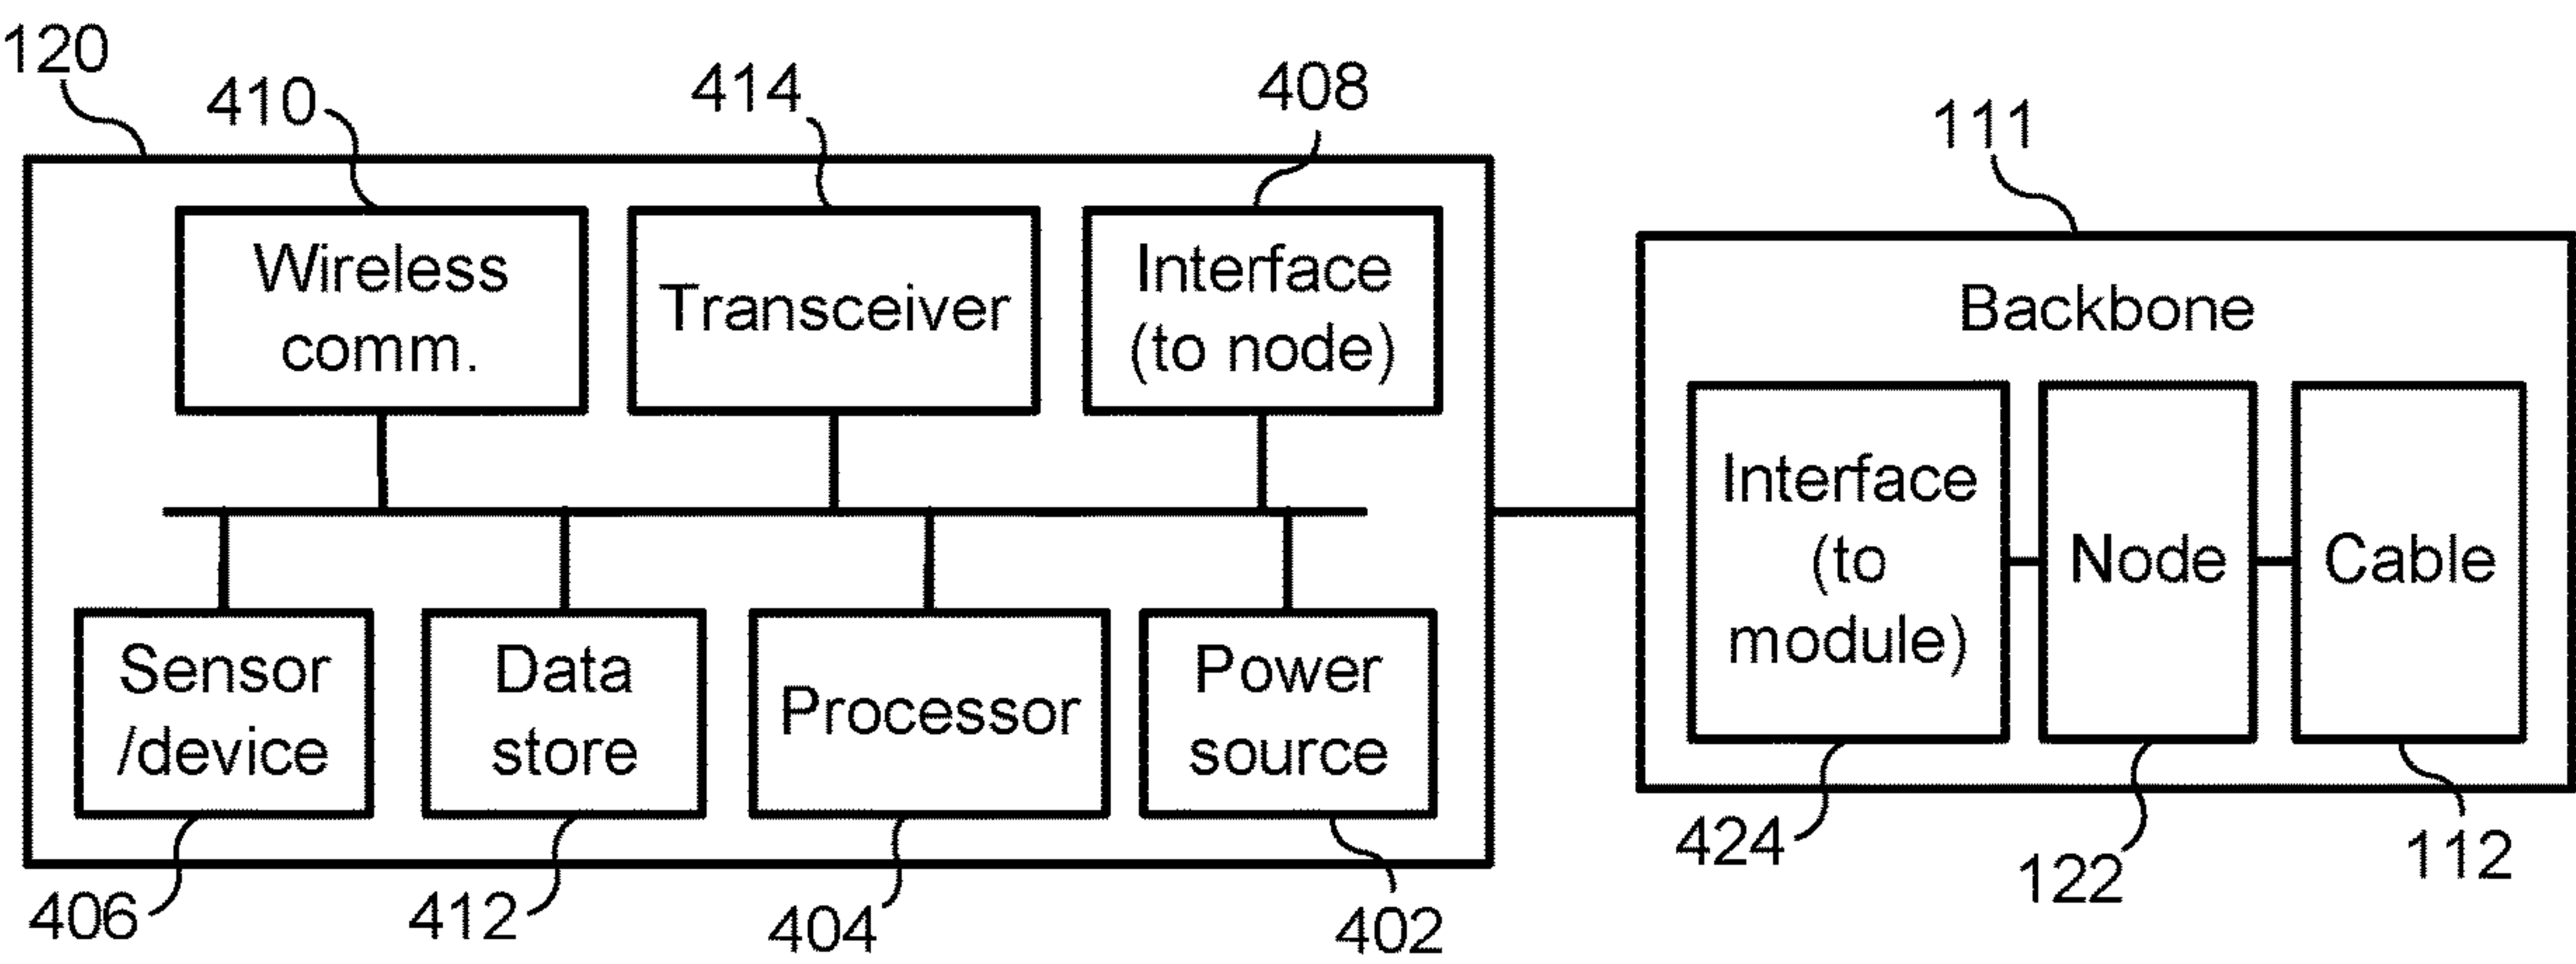 120
410
414
408
111
Wireless
comm.
Transceiver
Interface
(to node)
Backbone
Interface
(to
module)
Node
Cable
Sensor
/device
Data
store
Processor
Power
source
406
412
404
402
424
122
112